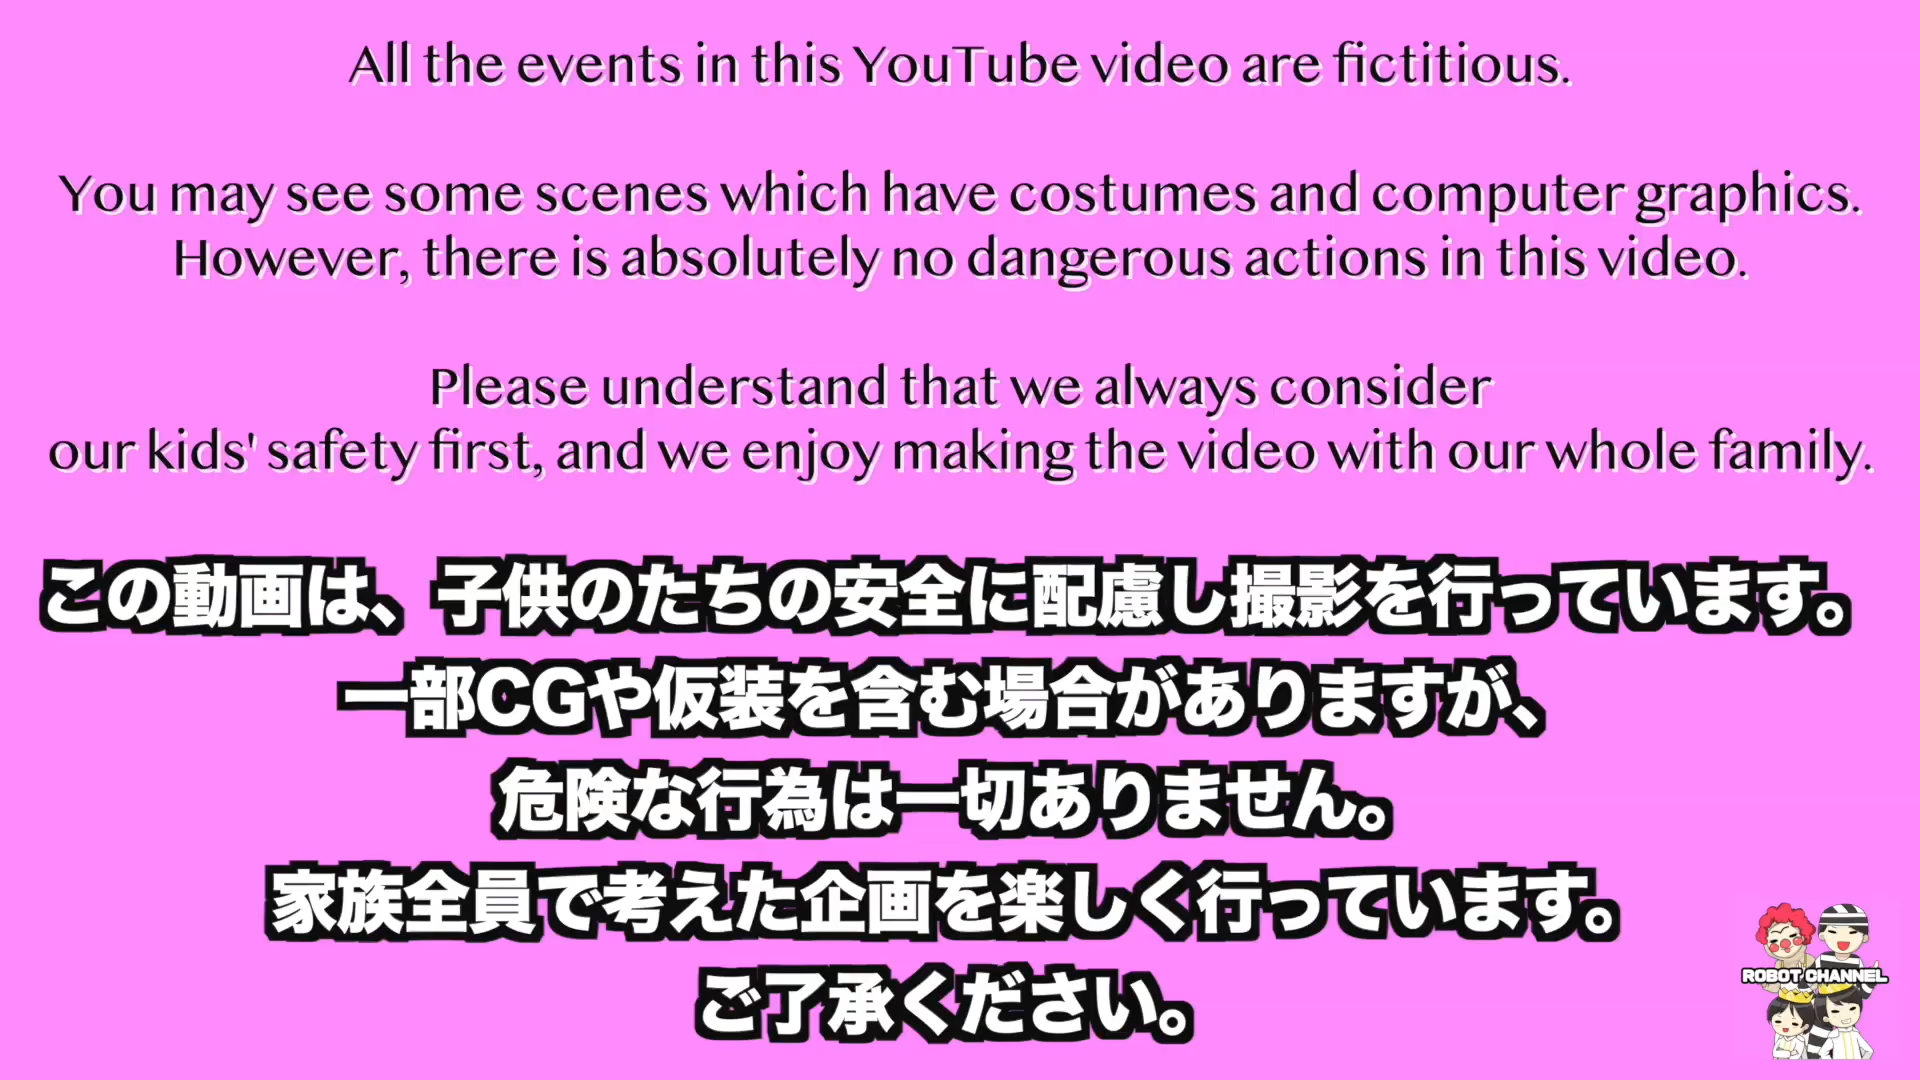 All the events in this YouTube video are fictitious.
You may see some scenes which have costumes and computer graphics.
However, there is absolutely no dangerous actions in this video.
Please understand that we always consider
our kids' safety first, and we enjoy making the video with our whole family.
この動画は、子供のたちの安全に配慮し撮影を行っています。
一部CGや仮装を含む場合がありますが、
危険な行為は一切ありません。
家族全員で考えた企画を楽しく行っています。
ご了承ください。
ROBOT CHANNEL